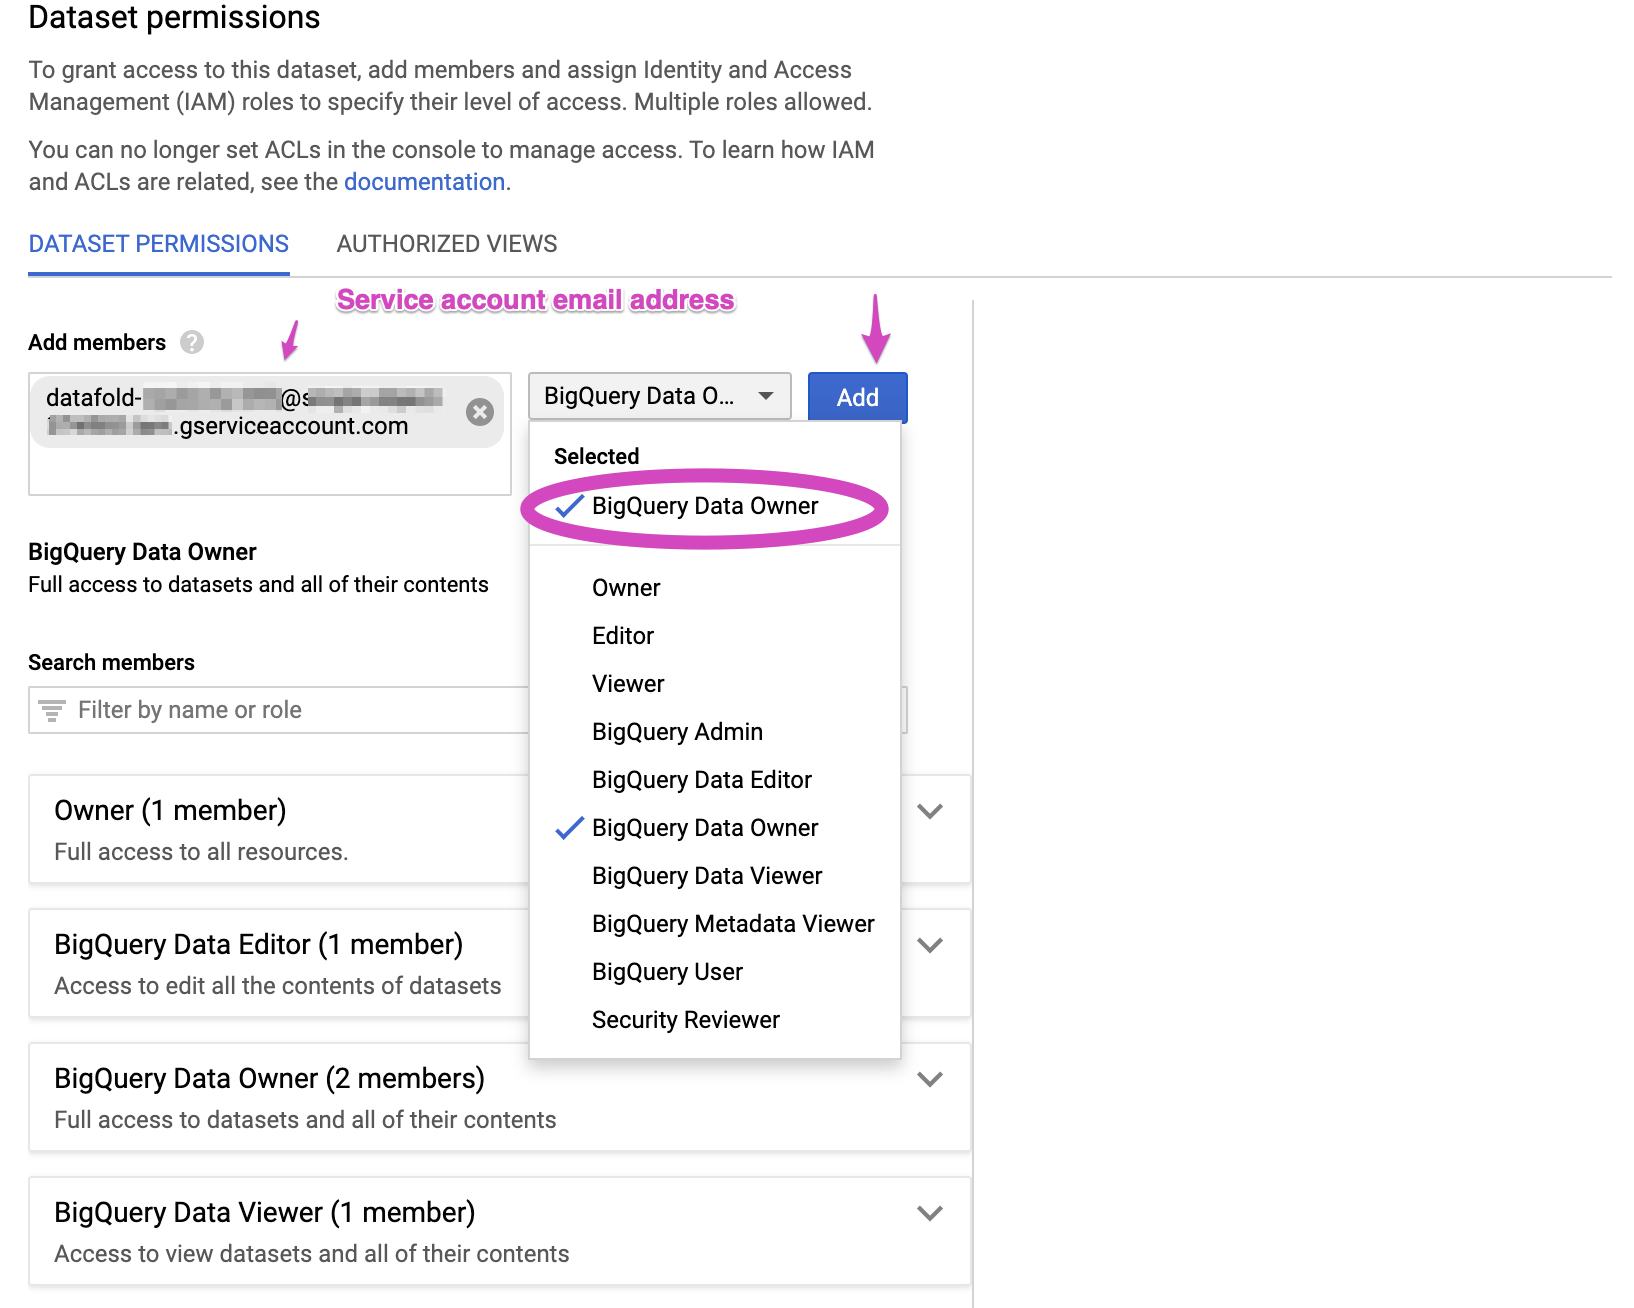 Dataset permissions
To grant access to this dataset, add members and assign Identity and Access
Management (IAM) roles to specify their level of access. Multiple roles allowed.
You can no longer set ACLs in the console to manage access. To learn how IAM
and ACLs are related, see the documentation.
DATASET PERMISSIONS AUTHORIZED VIEWS
Service account email address
Add members ?
datafold- @s
.gserviceaccount.com
BigQuery Data O...
Add
Selected
BigQuery Data Owner
Owner
Editor
Viewer
BigQuery Admin
BigQuery Data Editor
BigQuery Data Owner
BigQuery Data Viewer
BigQuery Metadata Viewer
BigQuery User
Security Reviewer
BigQuery Data Owner
Full access to datasets and all of their contents
Search members
Filter by name or role
Owner (1 member)
Full access to all resources.
BigQuery Data Editor (1 member)
Access to edit all the contents of datasets
BigQuery Data Owner (2 members)
Full access to datasets and all of their contents
BigQuery Data Viewer (1 member)
Access to view datasets and all of their contents